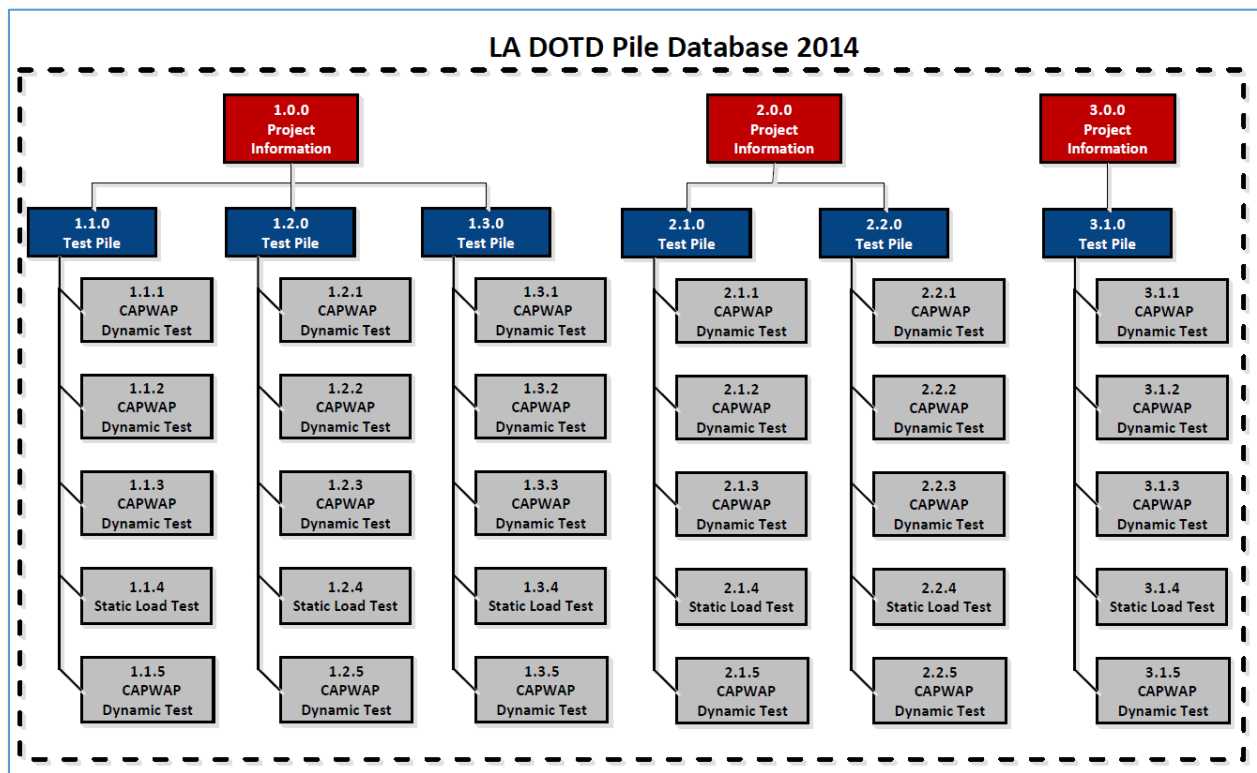 LA DOTD Pile Database 2014
1.0.0
Project
Information
2.0.0
Project
Information
3.0.0
Project
Information
1.1.0
Test Pile
1.2.0
Test Pile
1.3.0
Test Pile
2.1.0
Test Pile
2.2.0
Test Pile
3.1.0
Test Pile
1.1.1
CAPWAP
Dynamic Test
1.2.1
CAPWAP
Dynamic Test
1.3.1
CAPWAP
Dynamic Test
2.1.1
CAPWAP
Dynamic Test
2.2.1
CAPWAP
Dynamic Test
3.1.1
CAPWAP
Dynamic Test
1.1.2
CAPWAP
Dynamic Test
1.2.2
CAPWAP
Dynamic Test
1.3.2
CAPWAP
Dynamic Test
2.1.2
CAPWAP
Dynamic Test
2.2.2
CAPWAP
Dynamic Test
3.1.2
CAPWAP
Dynamic Test
1.1.3
CAPWAP
Dynamic Test
1.2.3
CAPWAP
Dynamic Test
1.3.3
CAPWAP
Dynamic Test
2.1.3
CAPWAP
Dynamic Test
2.2.3
CAPWAP
Dynamic Test
3.1.3
CAPWAP
Dynamic Test
1.1.4
Static Load Test
1.2.4
Static Load Test
1.3.4
Static Load Test
2.1.4
Static Load Test
2.2.4
Static Load Test
3.1.4
Static Load Test
1.1.5
CAPWAP
Dynamic Test
1.2.5
CAPWAP
Dynamic Test
1.3.5
CAPWAP
Dynamic Test
2.1.5
CAPWAP
Dynamic Test
2.2.5
CAPWAP
Dynamic Test
3.1.5
CAPWAP
Dynamic Test